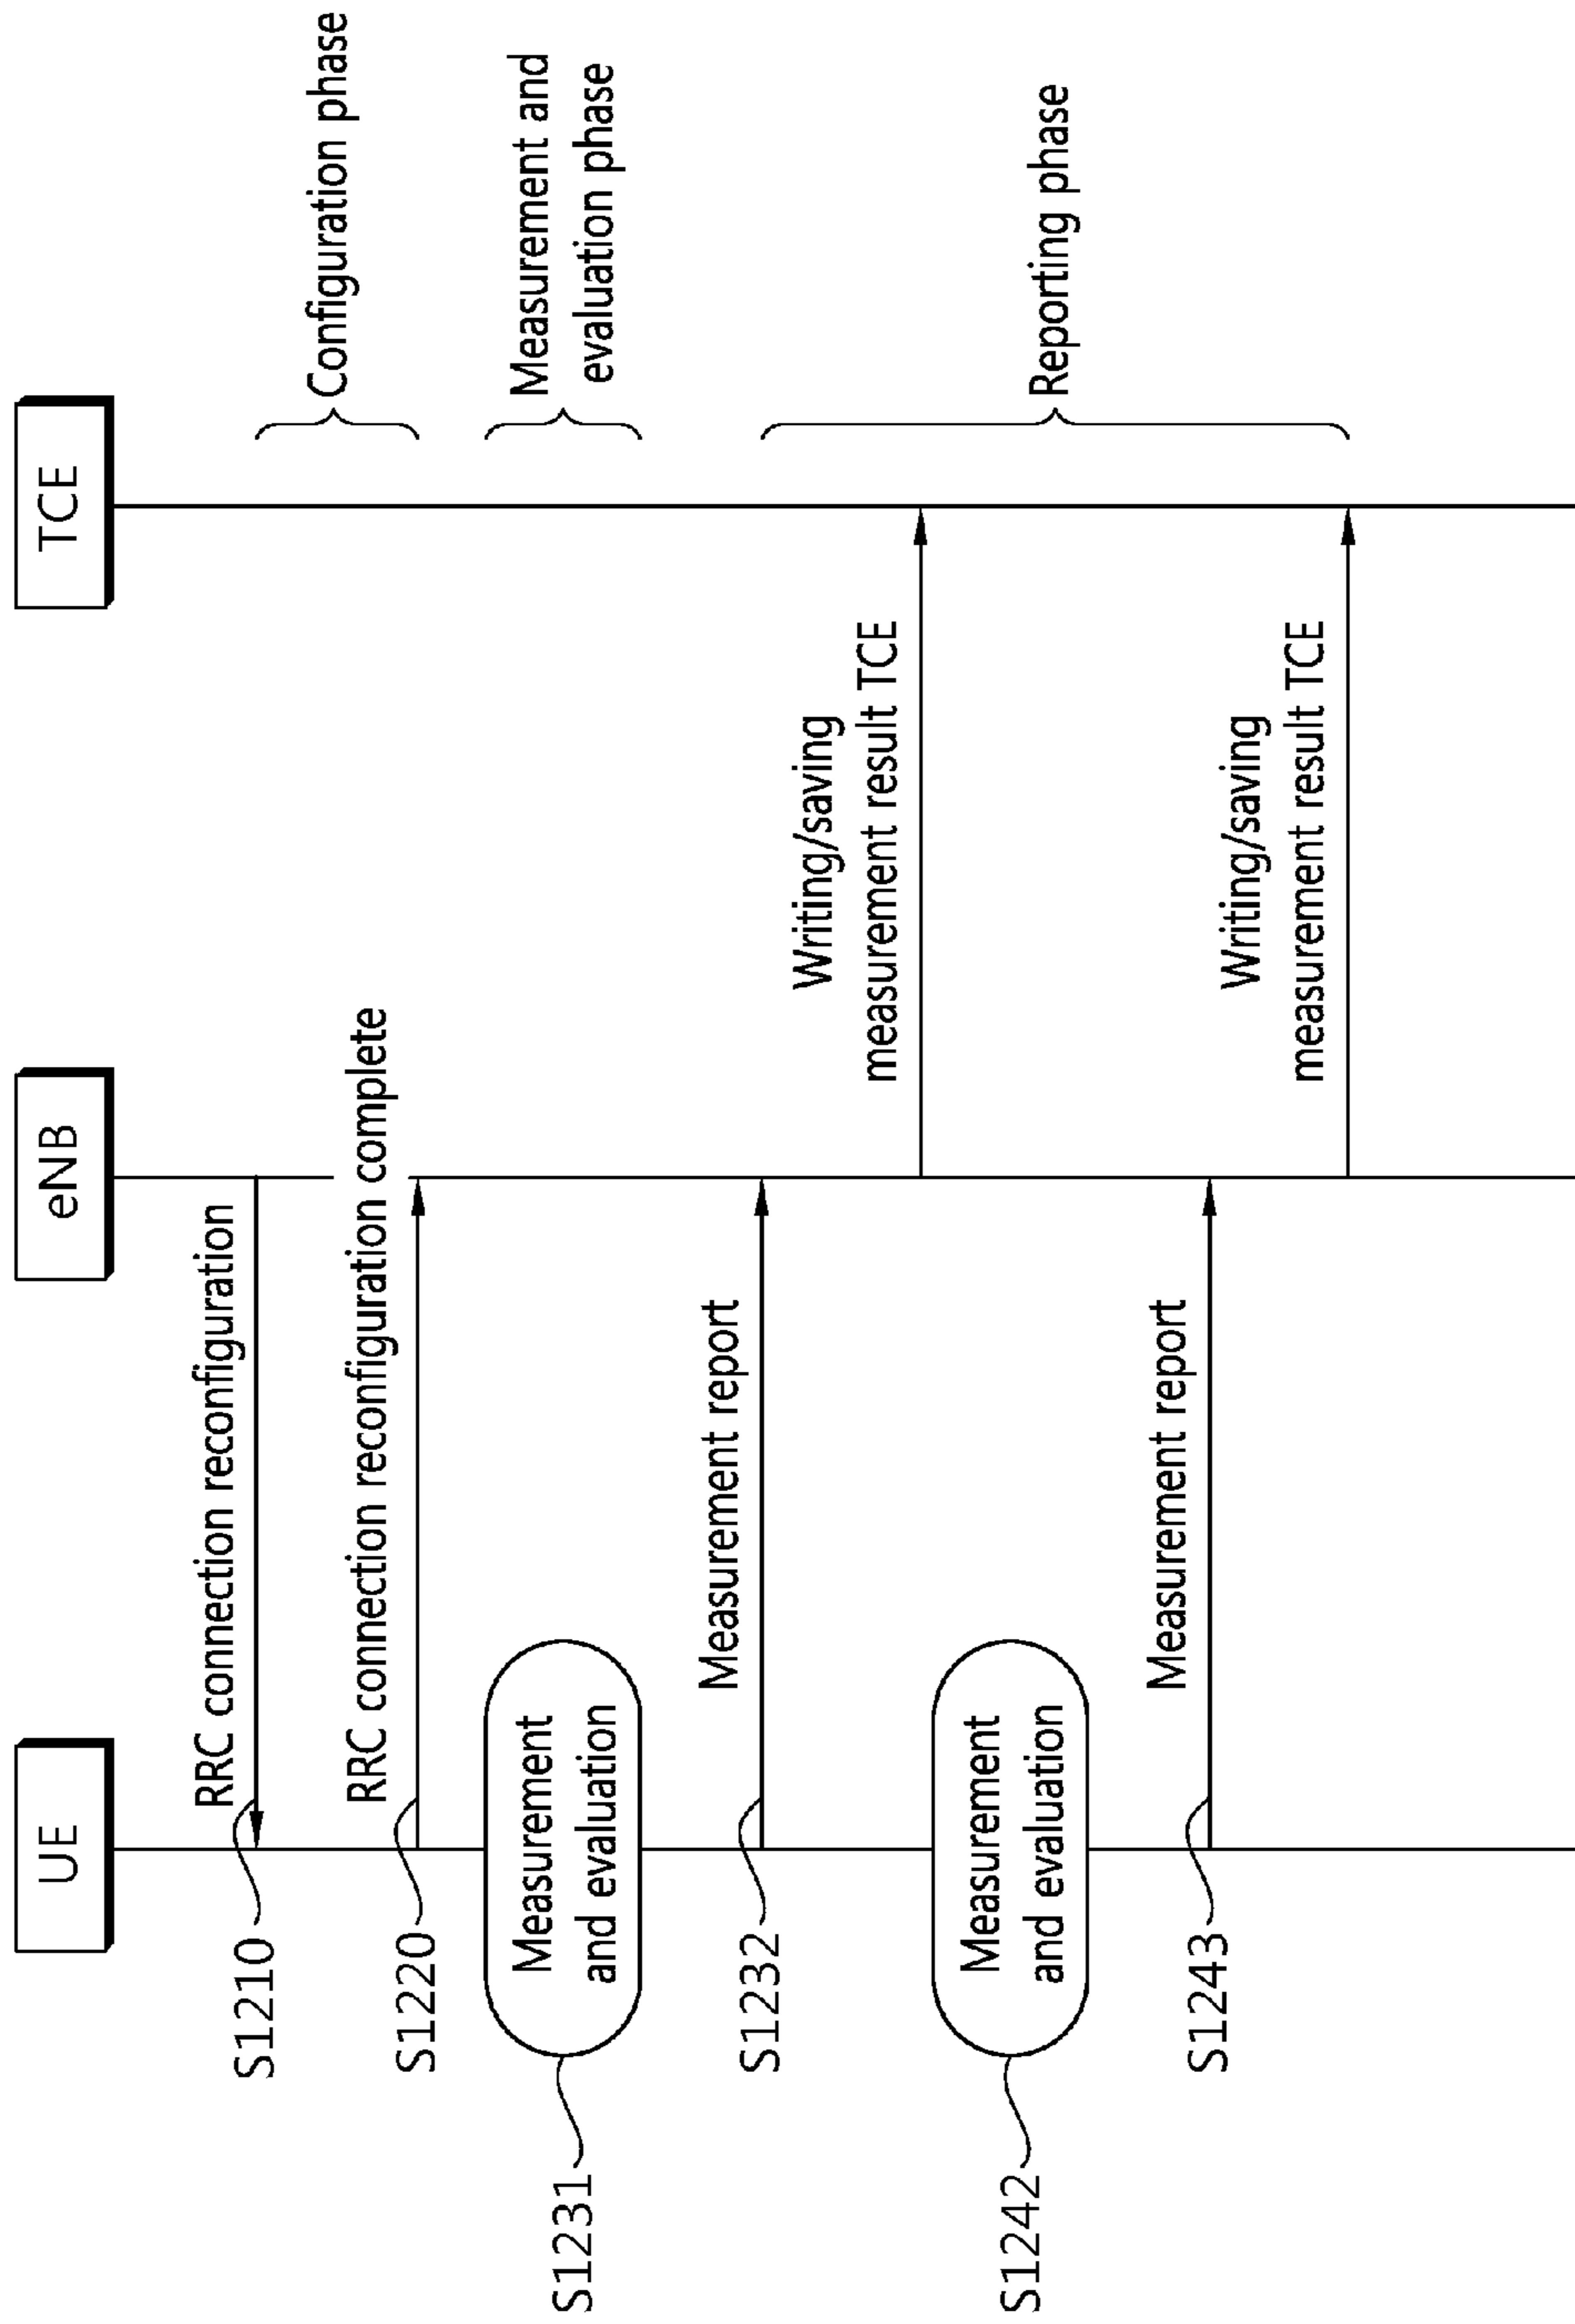 UE
eNB
TCE
S1210
RRC connection reconfiguration
Configuration phase
S1220
RRC connection reconfiguration complete
S1231
Measurement
and evaluation
Measurement and
evaluation phase
S1232
Measurement report
Writing/saving
measurement result TCE
Reporting phase
S1242
Measurement
and evaluation
S1243
Measurement report
Writing/saving
measurement result TCE